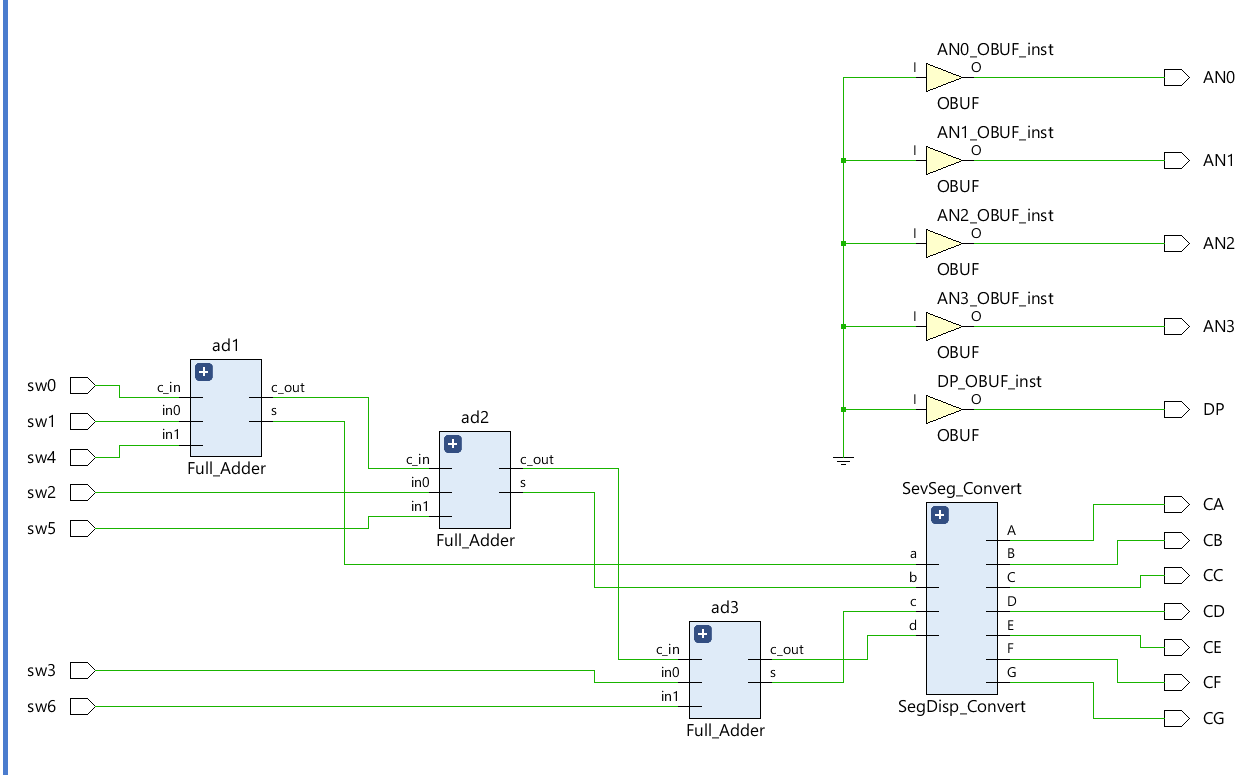 AN0_OBUF_inst
I
O
AN0
OBUF
AN1_OBUF_inst
I
O
AN1
OBUF
AN2_OBUF_inst
I
O
AN2
OBUF
AN3_OBUF_inst
I
O
AN3
OBUF
DP_OBUF_inst
I
O
DP
OBUF
ad1
sw0
c_in
c_out
sw1
in0
s
sw4
in1
Full_Adder
ad2
c_in
c_out
sw2
in0
s
sw5
in1
Full_Adder
SevSeg_Convert
A
CA
a
B
CB
b
C
CC
c
D
CD
d
E
CE
F
CF
G
CG
SegDisp_Convert
ad3
c_in
c_out
sw3
in0
s
sw6
in1
Full_Adder